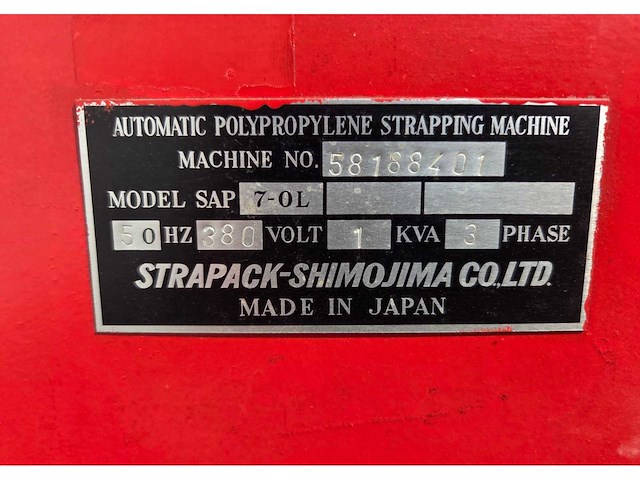 AUTOMATIC POLYPROPYLENE STRAPPING MACHINE
MACHINE NO. 58188401
MODEL SAP 7-OL
50 HZ 380 VOLT 1 KVA 3 PHASE
STRAPACK-SHIMOJIMA CO.,LTD.
MADE IN JAPAN